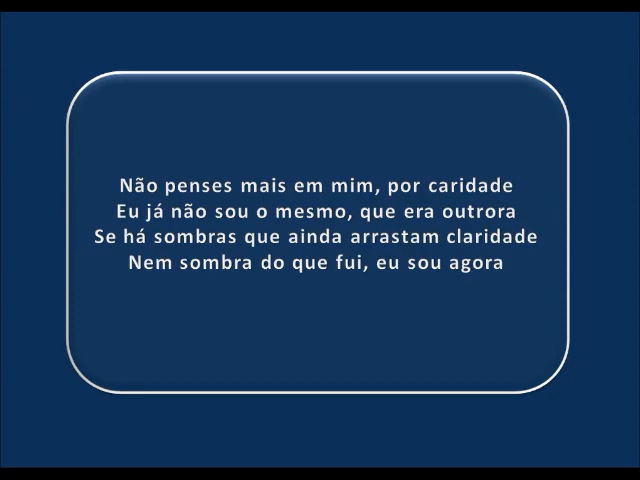 Não penses mais em mim, por caridade
Eu já não sou o mesmo, que era outrora
Se há sombras que ainda arrastam claridade
Nem sombra do que fui, eu sou agora